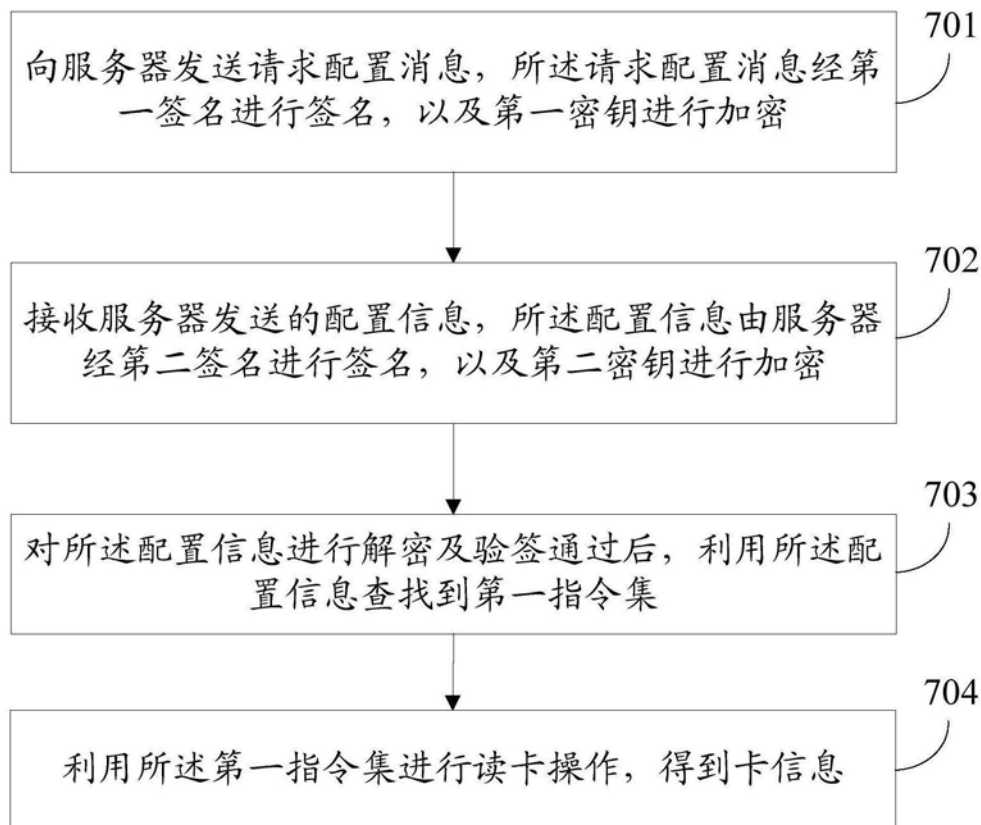 701
向服务器发送请求配置消息，所述请求配置消息经第
一签名进行签名，以及第一密钥进行加密
702
接收服务器发送的配置信息，所述配置信息由服务器
经第二签名进行签名，以及第二密钥进行加密
703
对所述配置信息进行解密及验签通过后，利用所述配
置信息查找到第一指令集
704
利用所述第一指令集进行读卡操作，得到卡信息